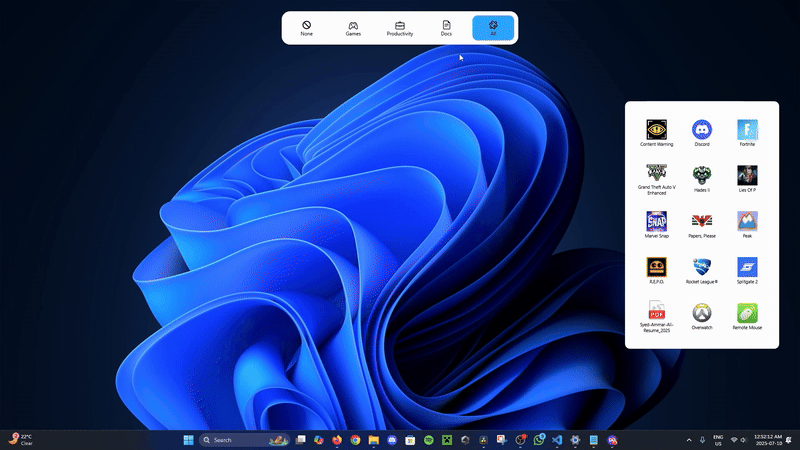 None
Games
Productivity
Docs
All
Content Warning
Discord
Fortnite
Grand Theft Auto V
Enhanced
Hades II
Lies Of P
SNAP
Marvel Snap
Papers, Please
Peak
R.E.P.O.
Rocket League®
Splitgate 2
PDF
Syed-Ammar-Ali-
Resume_2025
Overwatch
Remote Mouse
22°C
Clear
Search
ENG
US
12:52:12 AM
2025-07-10